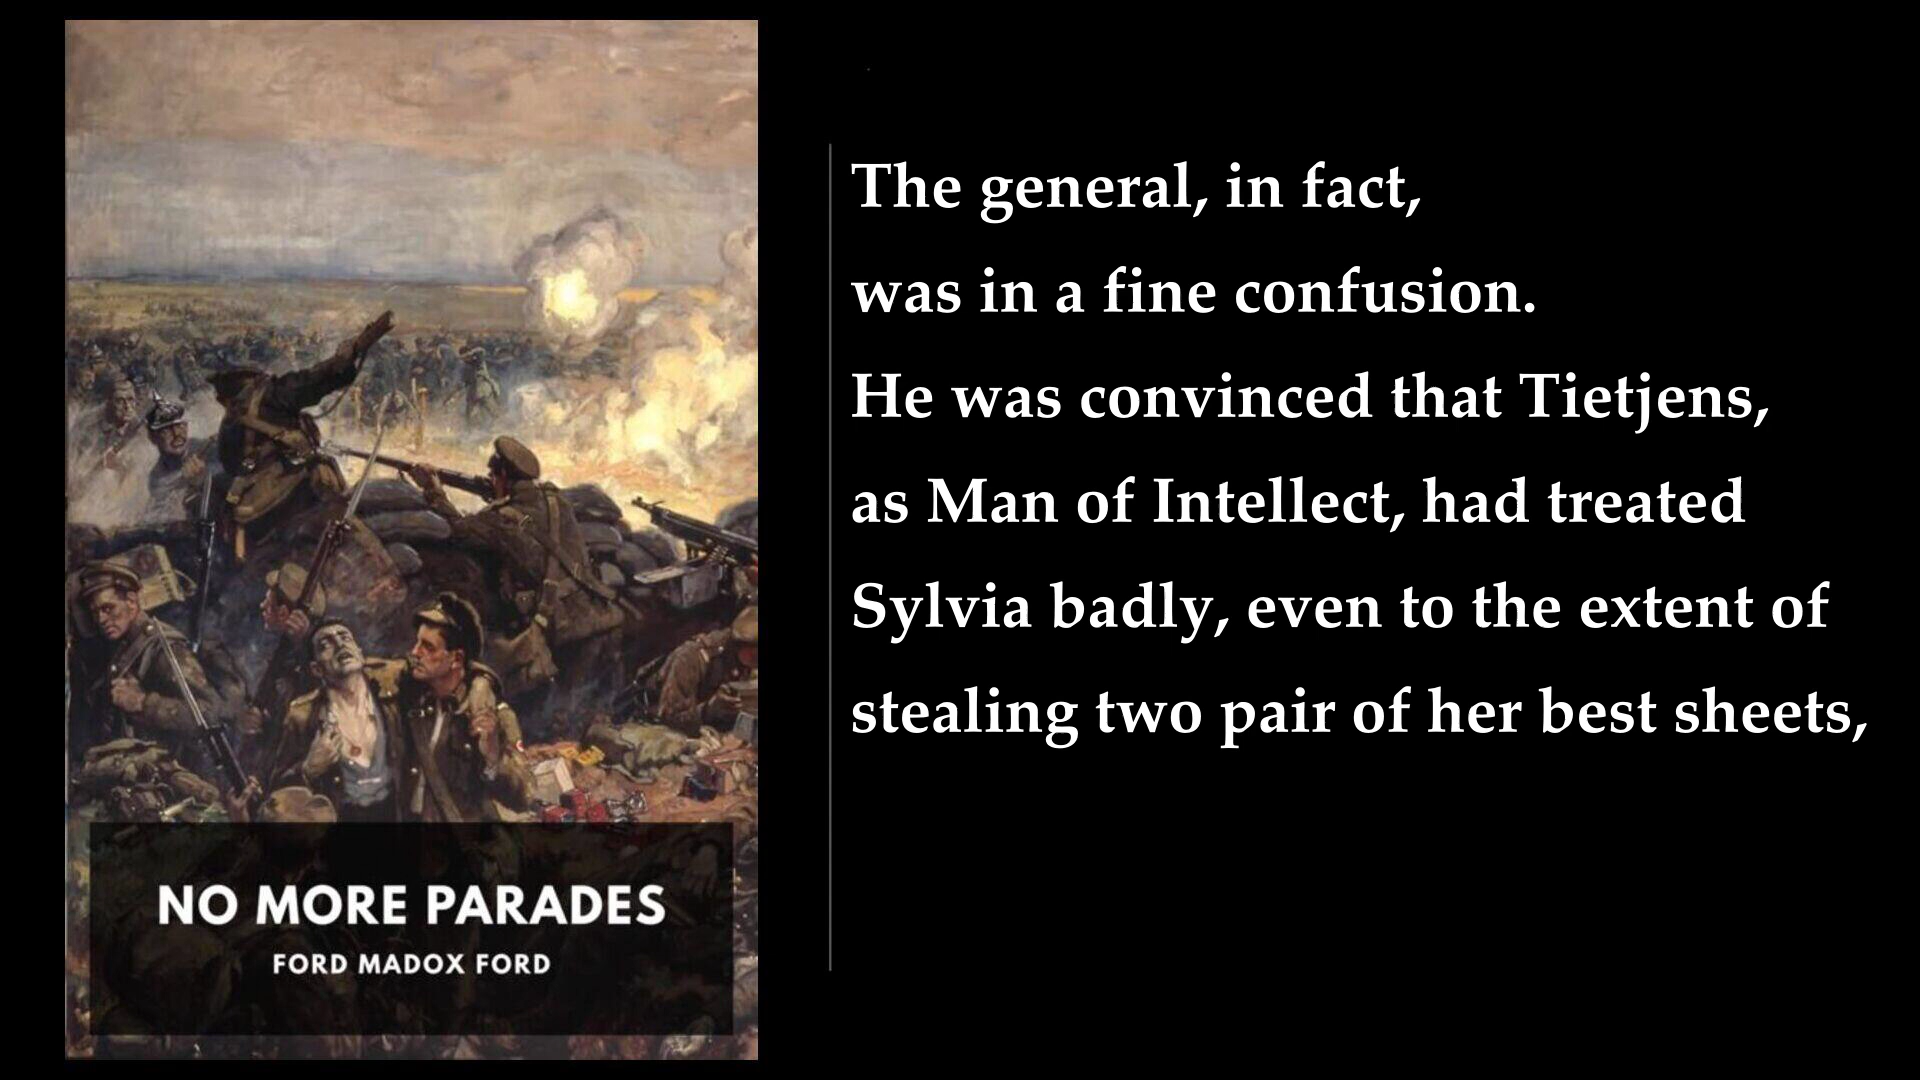 NO MORE PARADES
FORD MADOX FORD
The general, in fact,
was in a fine confusion.
He was convinced that Tietjens,
as Man of Intellect, had treated
Sylvia badly, even to the extent of
stealing two pair of her best sheets,